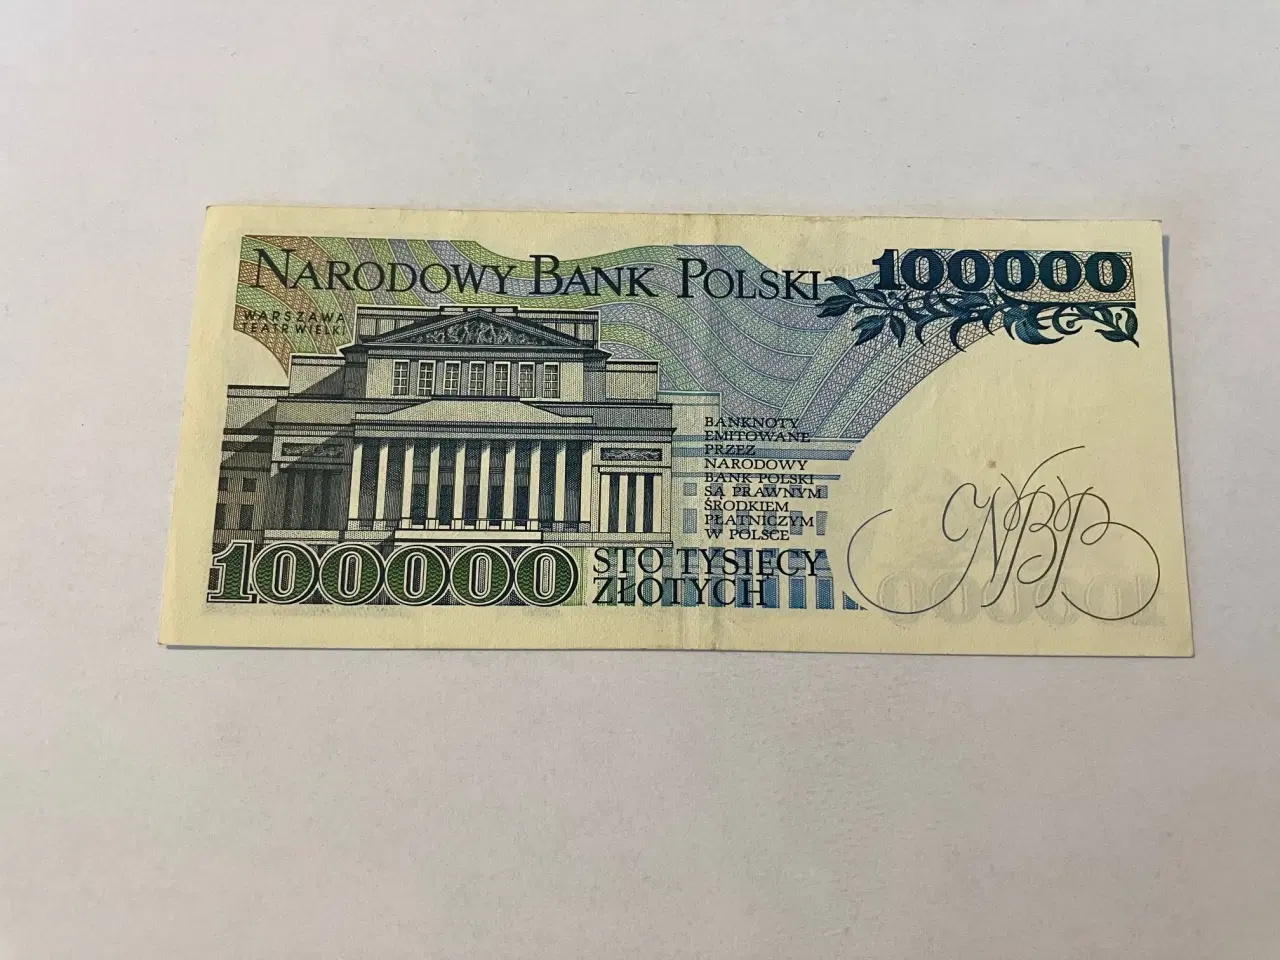 NARODOWY BANK POLSKI
100000
WARSZAWA
TEATR WIELKI
BANKNOTY
EMITOWANE
PRZEZ
NARODOWY
BANK POLSKI
SĄ PRAWNYM
ŚRODKIEM
PŁATNICZYM
W POLSCE
100000
STO TYSIĘCY
ZŁOTYCH
NBP